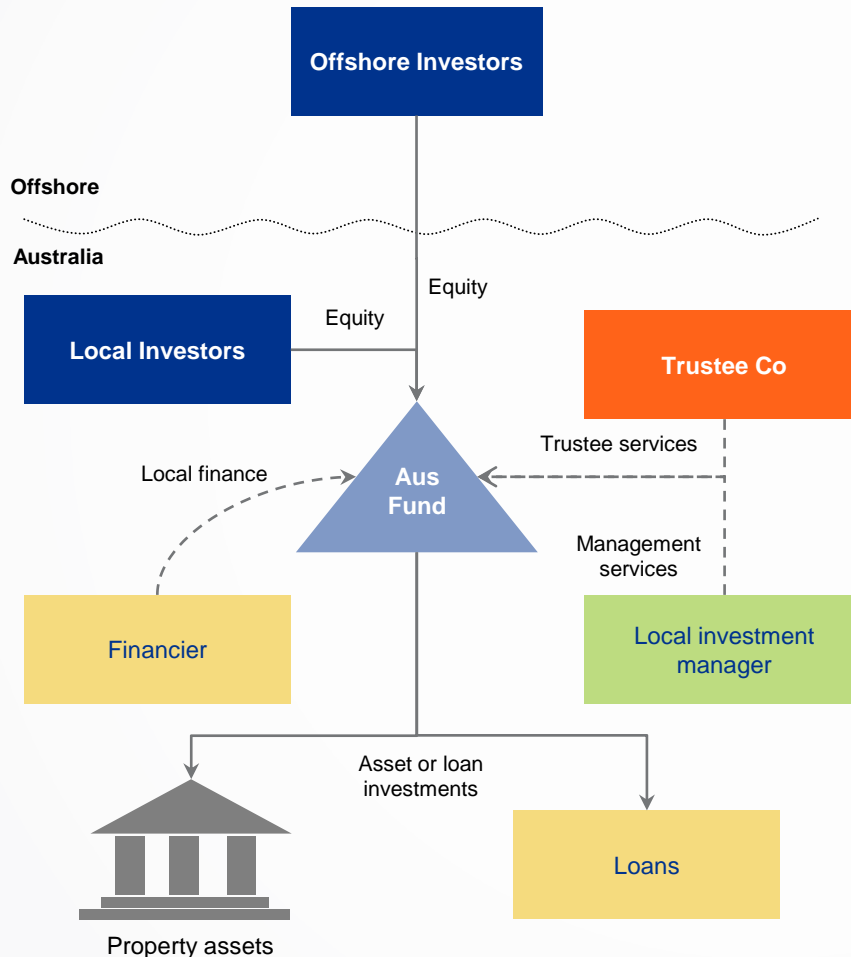 Offshore Investors
Offshore
Australia
Equity
Equity
Local Investors
Trustee Co
Trustee services
Local finance
Aus
Fund
Management
services
Financier
Local investment
manager
Asset or loan
investments
Loans
Property assets